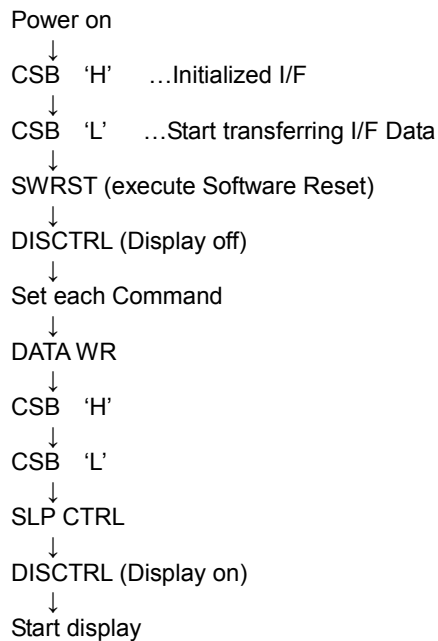 Power on
↓
CSB ‘H’ …Initialized I/F
↓
CSB ‘L’ …Start transferring I/F Data
↓
SWRST (execute Software Reset)
↓
DISCTRL (Display off)
↓
Set each Command
↓
DATA WR
↓
CSB ‘H’
↓
CSB ‘L’
↓
SLP CTRL
↓
DISCTRL (Display on)
↓
Start display